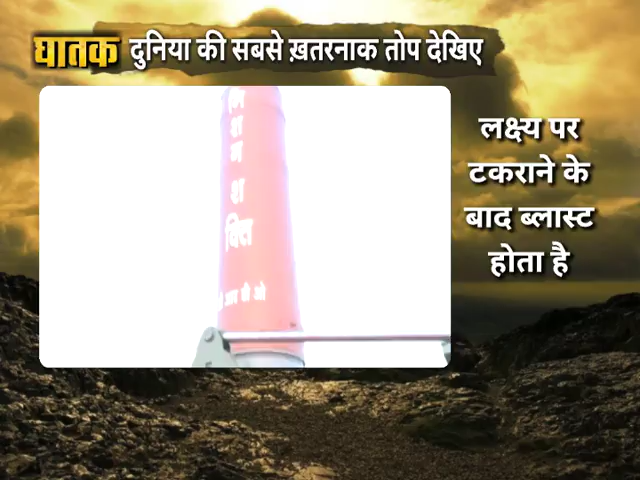 घातक दुनिया की सबसे ख़तरनाक तोप देखिए
लक्ष्य पर
टकराने के
बाद ब्लास्ट
होता है
श